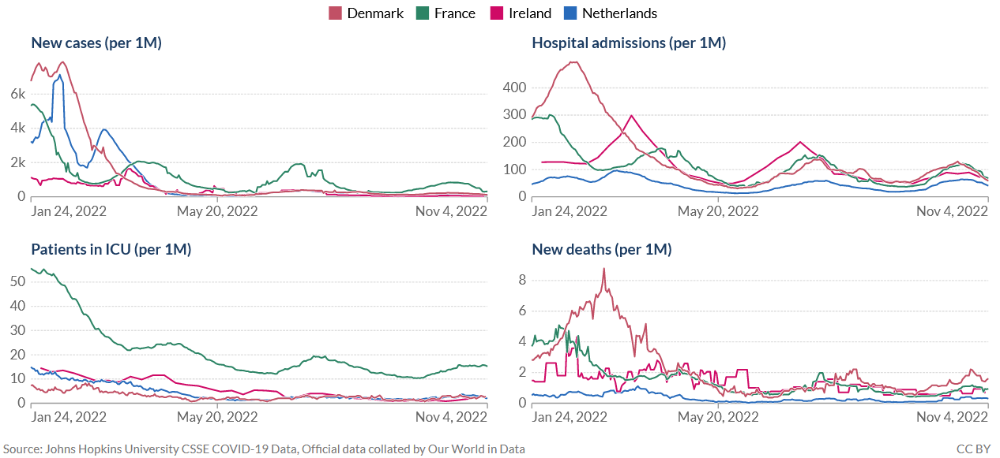 Denmark France Ireland Netherlands
New cases (per 1M)
6k
4k
2k
0
Jan 24, 2022 May 20, 2022 Nov 4, 2022
Hospital admissions (per 1M)
400
300
200
100
0
Jan 24, 2022 May 20, 2022 Nov 4, 2022
Patients in ICU (per 1M)
50
40
30
20
10
0
Jan 24, 2022 May 20, 2022 Nov 4, 2022
New deaths (per 1M)
8
6
4
2
0
Jan 24, 2022 May 20, 2022 Nov 4, 2022
Source: Johns Hopkins University CSSE COVID-19 Data, Official data collated by Our World in Data CC BY